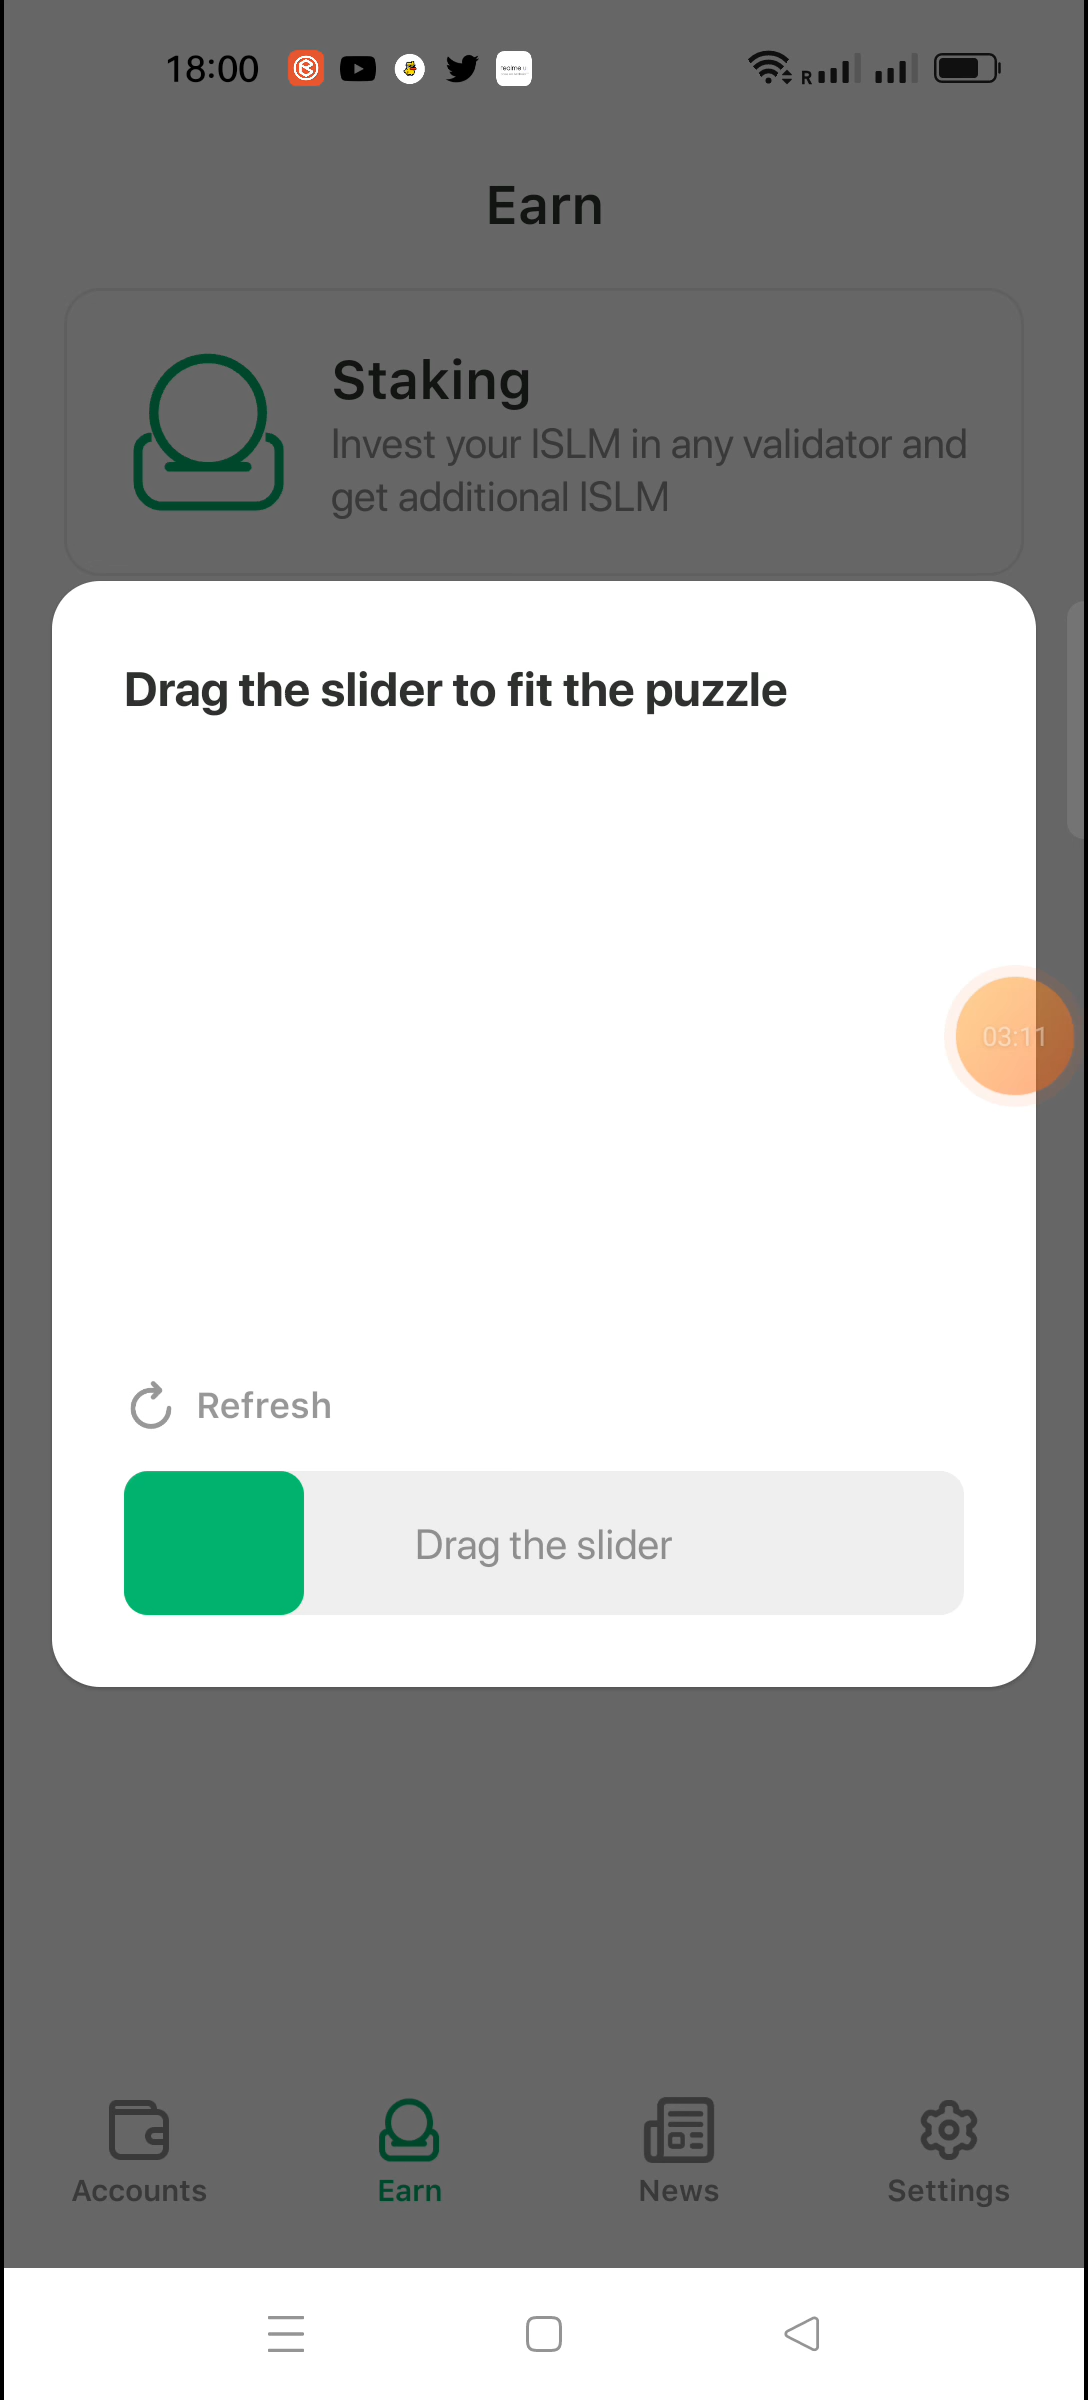 18:00
R
Earn
Staking
Invest your ISLM in any validator and
get additional ISLM
Drag the slider to fit the puzzle
03:11
Refresh
Drag the slider
Accounts
Earn
News
Settings